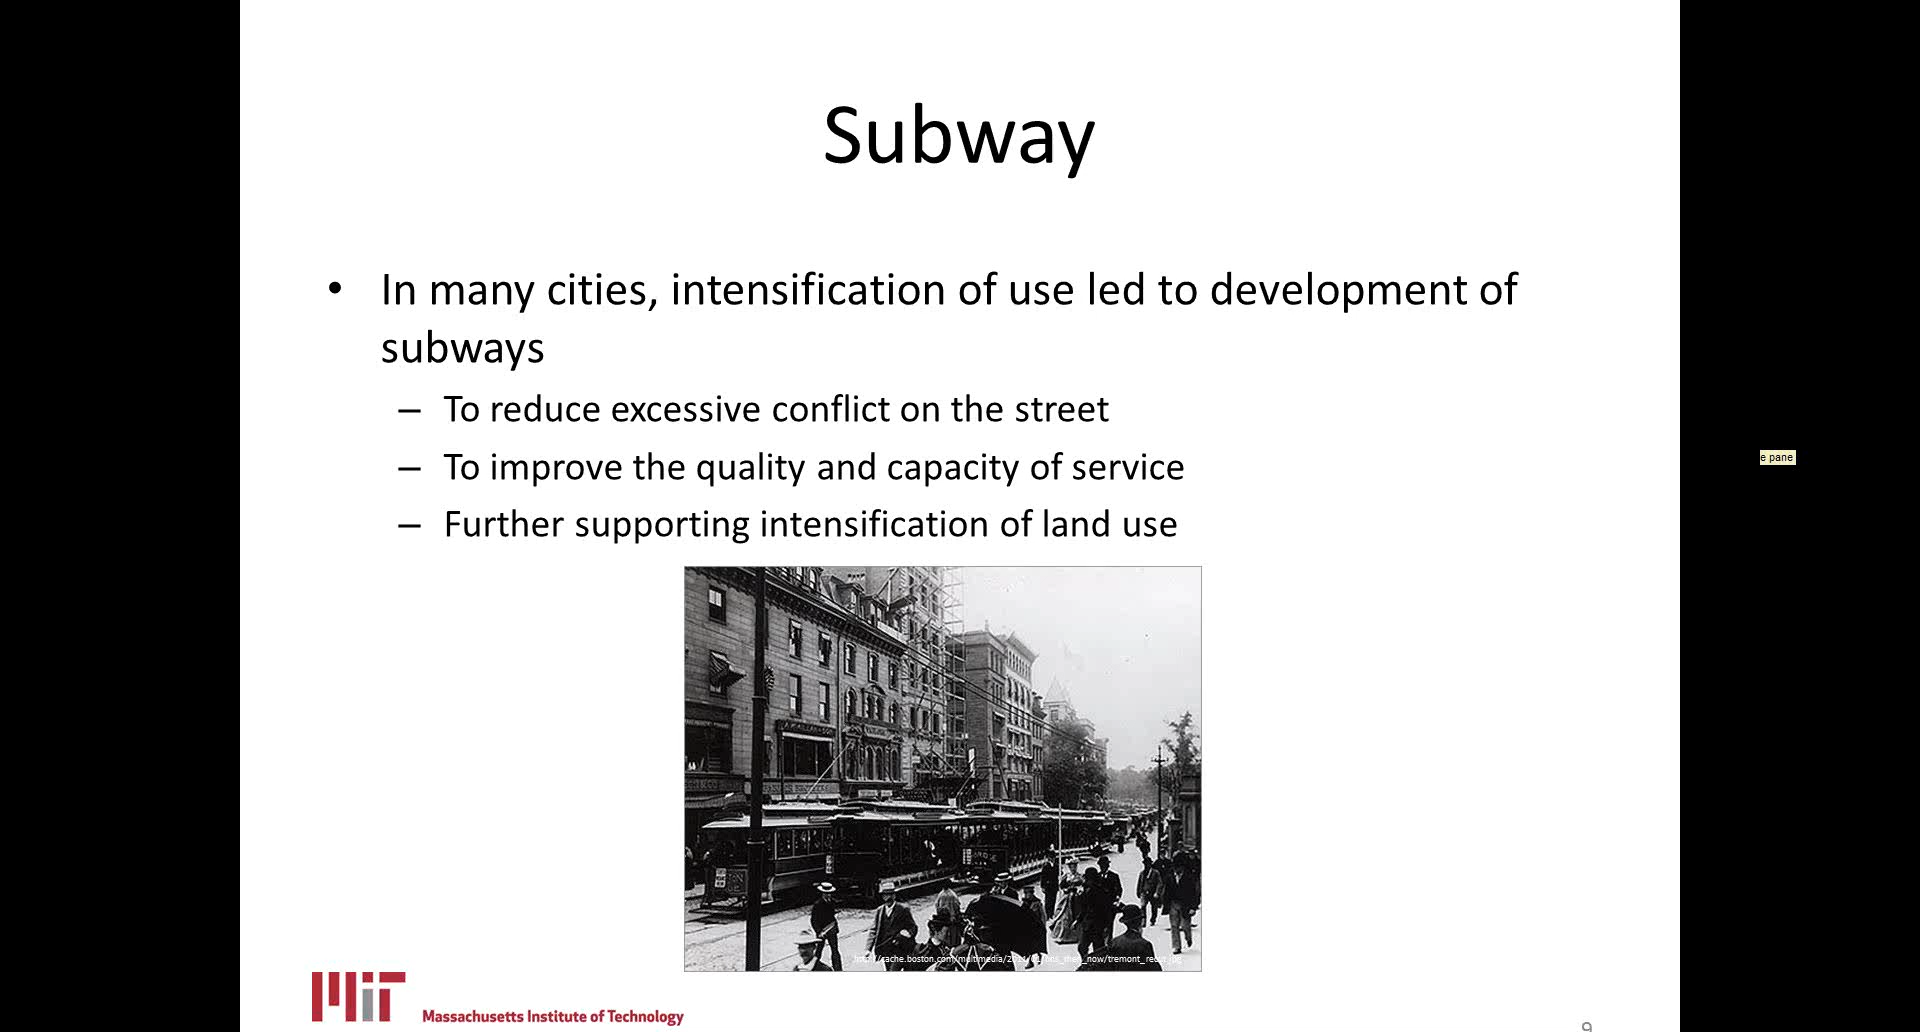 Subway
• In many cities, intensification of use led to development of
subways
– To reduce excessive conflict on the street
– To improve the quality and capacity of service
– Further supporting intensification of land use
e pane
Massachusetts Institute of Technology
9